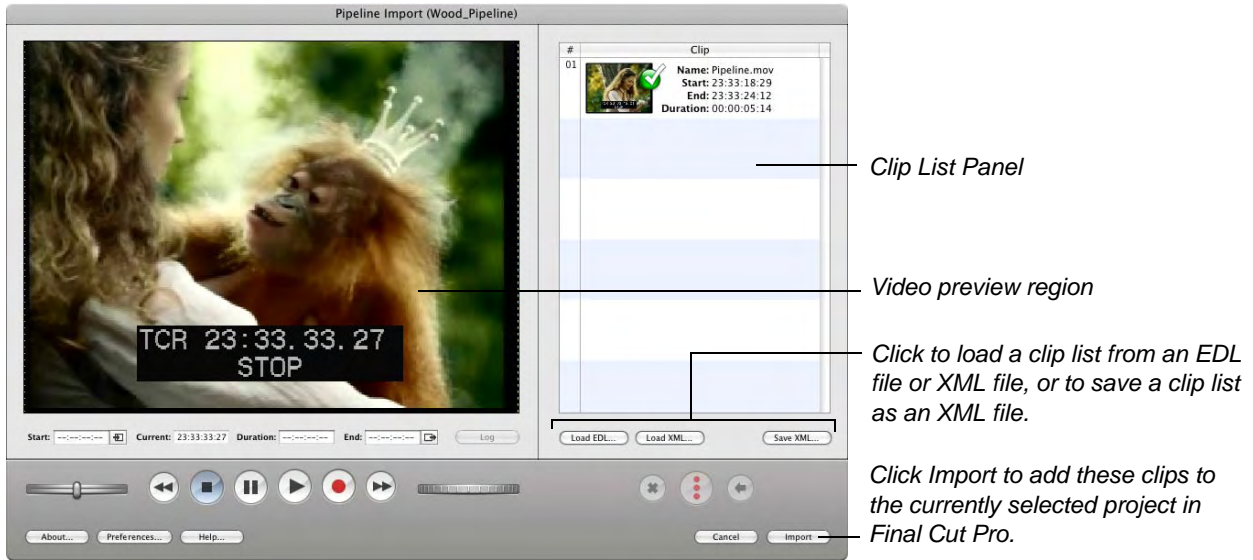 Pipeline Import (Wood_Pipeline)
# Clip
01
Name: Pipeline.mov
Start: 23:33:18:29
End: 23:33:24:12
Duration: 00:00:05:14
TCR 23:33.33.27
STOP
Start: --:--:--:-- Current: 23:33:33:27 Duration: --:--:--:-- End: --:--:--:-- Log
Load EDL... Load XML... Save XML...
About... Preferences... Help... Cancel Import
Clip List Panel
Video preview region
Click to load a clip list from an EDL
file or XML file, or to save a clip list
as an XML file.
Click Import to add these clips to
the currently selected project in
Final Cut Pro.